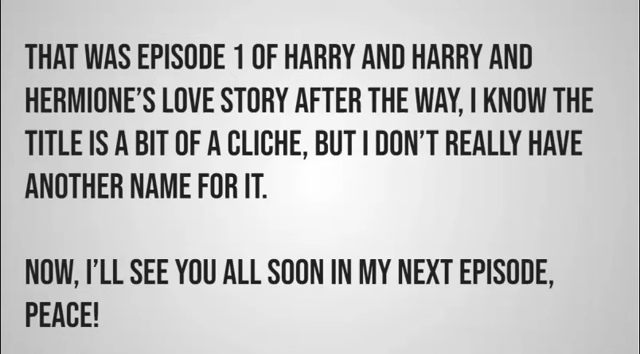 THAT WAS EPISODE 1 OF HARRY AND HARRY AND
HERMIONE'S LOVE STORY AFTER THE WAY, I KNOW THE
TITLE IS A BIT OF A CLICHE, BUT I DON'T REALLY HAVE
ANOTHER NAME FOR IT.
NOW, I'LL SEE YOU ALL SOON IN MY NEXT EPISODE,
PEACE!